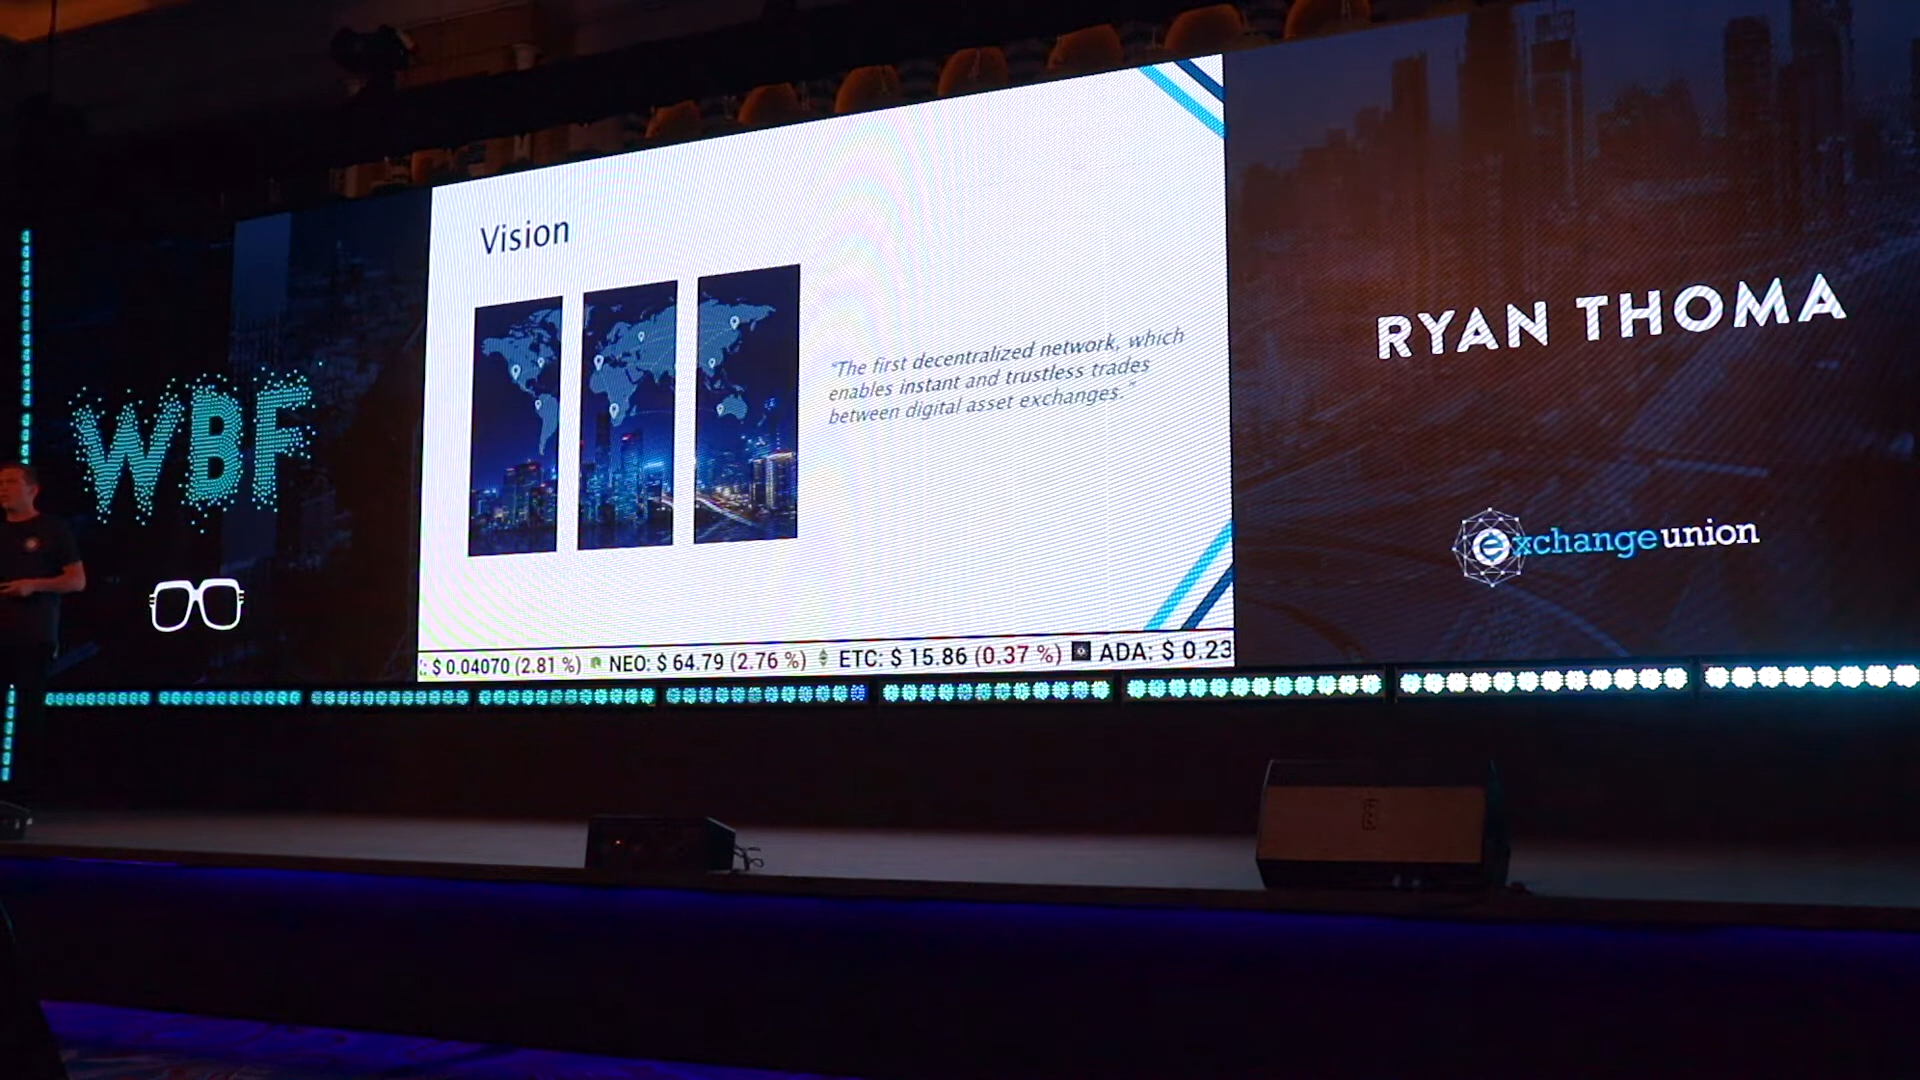 WBF
Vision
"The first decentralized network, which
enables instant and trustless trades
between digital asset exchanges."
RYAN THOMA
exchangeunion
: $ 0.04070 (2.81 %) NEO: $ 64.79 (2.76 %) ETC: $ 15.86 (0.37 %) ADA: $ 0.23